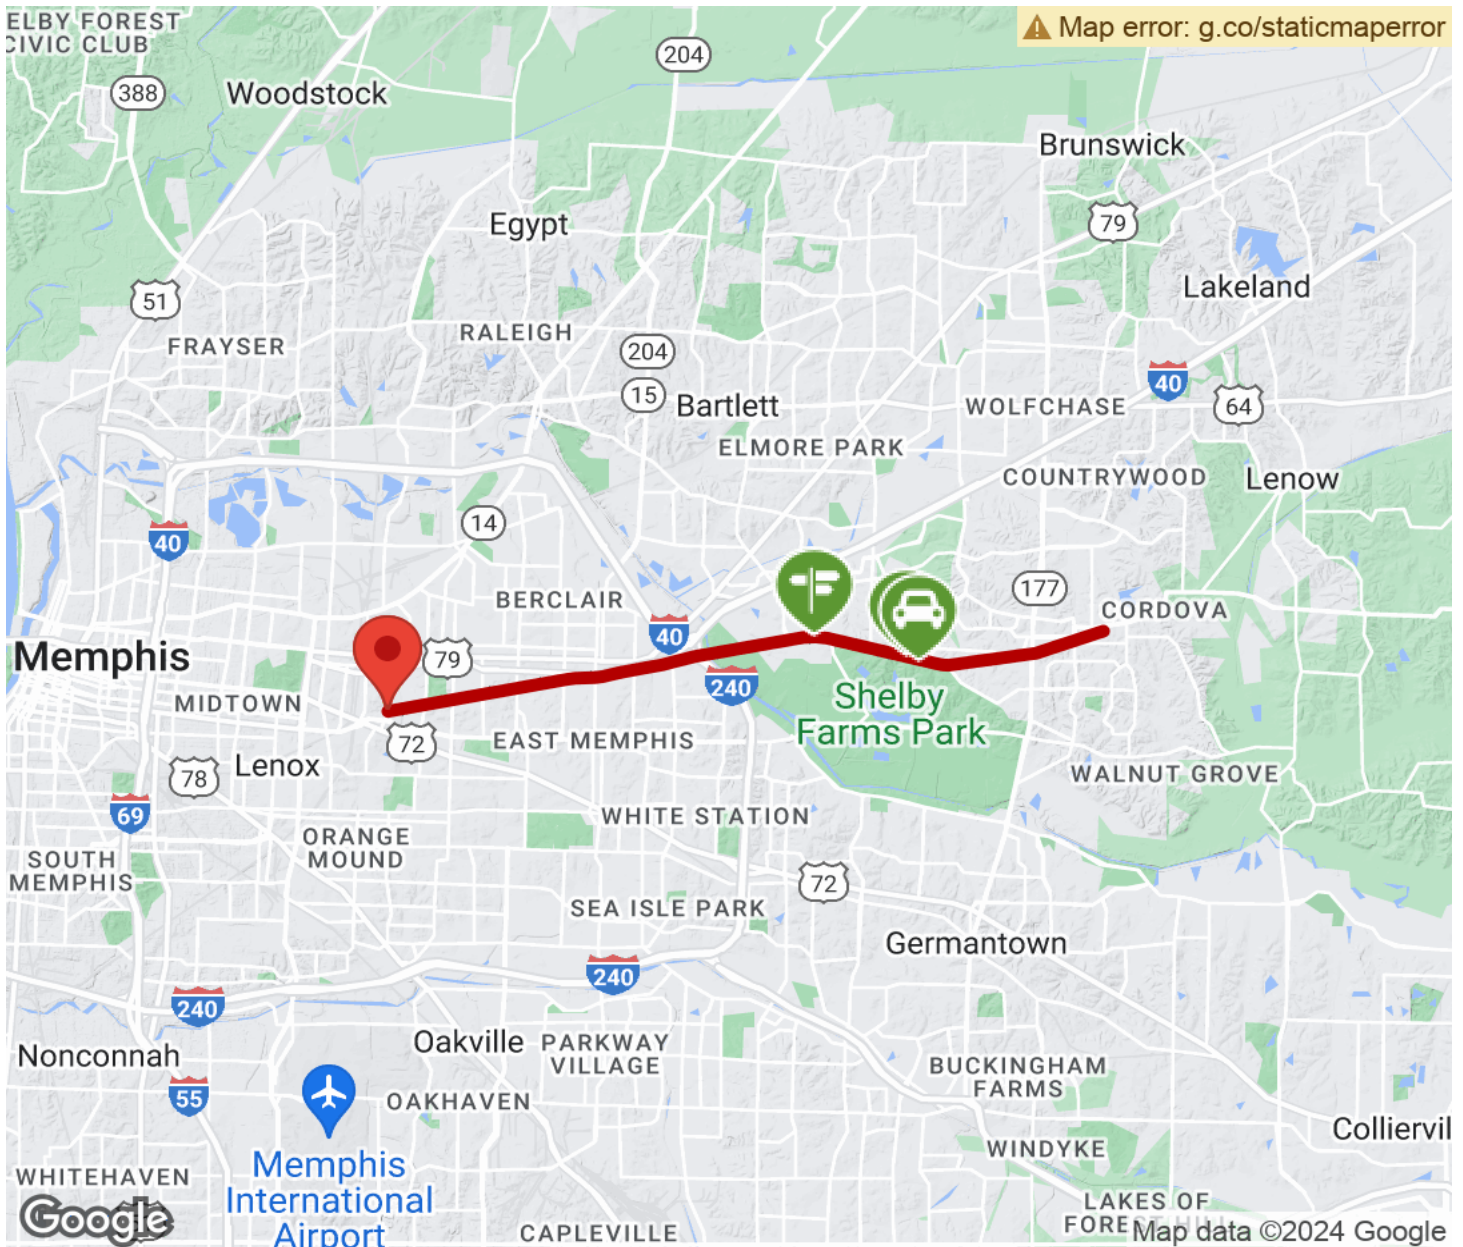 ELBY FOREST
CIVIC CLUB
Map error: g.co/staticmaperror
204
388
Woodstock
Brunswick
79
Egypt
Lakeland
51
RALEIGH
FRAYSER
204
15
Bartlett
40
64
WOLFCHASE
ELMORE PARK
COUNTRYWOOD
Lenow
14
40
BERCLAIR
177
CORDOVA
40
Memphis
79
240
MIDTOWN
Shelby
Farms Park
72
EAST MEMPHIS
Lenox
78
WALNUT GROVE
69
WHITE STATION
ORANGE
MOUND
SOUTH
MEMPHIS
72
SEA ISLE PARK
Germantown
240
240
Oakville
PARKWAY
VILLAGE
Nonconnah
BUCKINGHAM
FARMS
55
OAKHAVEN
Colliervil
WINDYKE
Memphis
International
Airport
WHITEHAVEN
LAKES OF
Google
CAPLEVILLE
Map data ©2024 Google